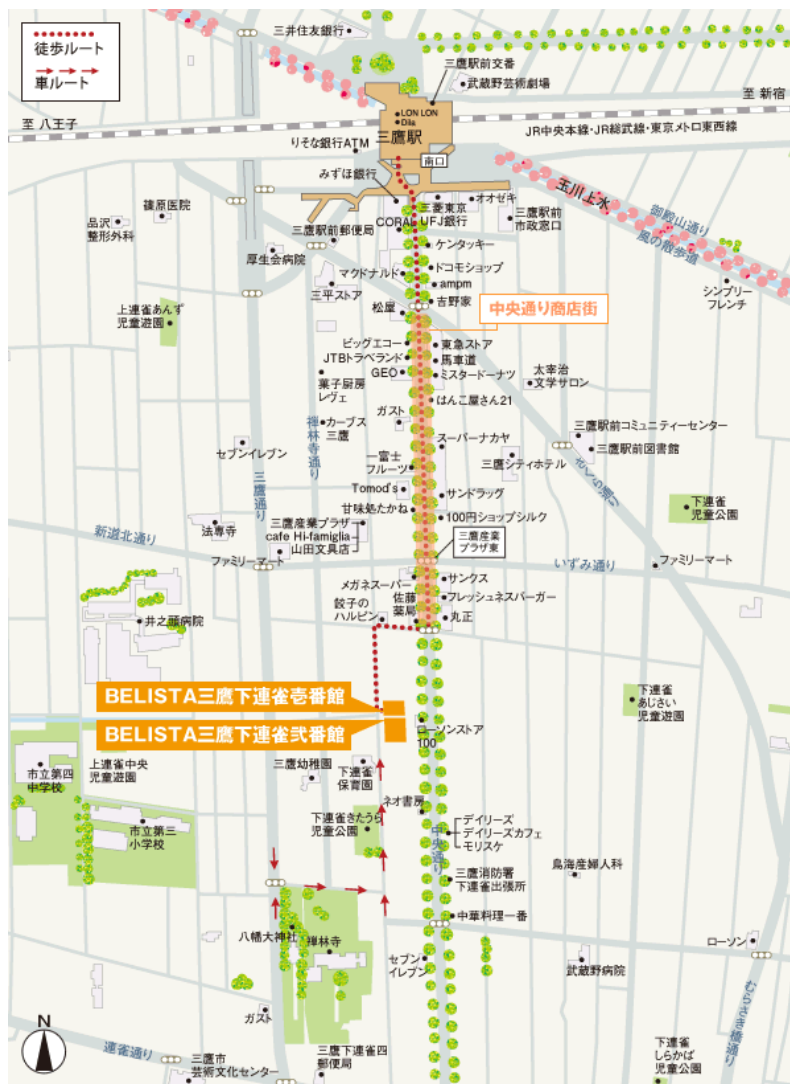 徒歩ルート
車ルート
三井住友銀行
三鷹駅前交番
武蔵野芸術劇場
至 新宿
至 八王子
LON LON
Dila
三鷹駅
りそな銀行ATM
南口
JR中央本線・JR総武線・東京メトロ東西線
みずほ銀行
玉川上水
御殿山通り
風の散歩道
篠原医院
品沢
整形外科
CORAL
三菱東京
UFJ銀行
オオゼキ
三鷹駅前
市政窓口
三鷹駅前郵便局
厚生会病院
ケンタッキー
マクドナルド
ドコモショップ
三平ストア
ampm
シンプリー
フレンチ
上連雀あんず
児童遊園
松屋
吉野家
中央通り商店街
ビッグエコー
東急ストア
JTBトラベランド
馬車道
GEO
ミスタードーナツ
太宰治
文学サロン
菓子厨房
レヴェ
はんこ屋さん21
ガスト
カーブス
三鷹
禅林寺通り
三鷹駅前コミュニティーセンター
三鷹駅前図書館
セブンイレブン
スーパーナカヤ
一富士
フルーツ
三鷹シティホテル
三鷹通り
Tomod's
サンドラッグ
下連雀
児童公園
甘味処たかね
100円ショップシルク
新道北通り
法専寺
三鷹産業プラザ
cafe Hi-famiglia
山田文具店
三鷹産業
プラザ東
ファミリーマート
いずみ通り
ファミリーマート
メガネスーパー
サンクス
佐藤
薬局
フレッシュネスバーガー
餃子の
ハルピン
丸正
井之頭病院
BELISTA三鷹下連雀壱番館
BELISTA三鷹下連雀弐番館
下連雀
あじさい
児童遊園
ローソンストア
100
市立第四
中学校
上連雀中央
児童遊園
三鷹幼稚園
下連雀
保育園
ネオ書房
下連雀きたうら
児童公園
デイリーズ
デイリーズカフェ
モリスケ
中央通り
市立第三
小学校
鳥海産婦人科
三鷹消防署
下連雀出張所
中華料理一番
八幡大神社
禅林寺
セブン
イレブン
武蔵野病院
ローソン
むらさき橋通り
ガスト
N
連雀通り
三鷹市
芸術文化センター
三鷹下連雀四
郵便局
下連雀
しらかば
児童公園